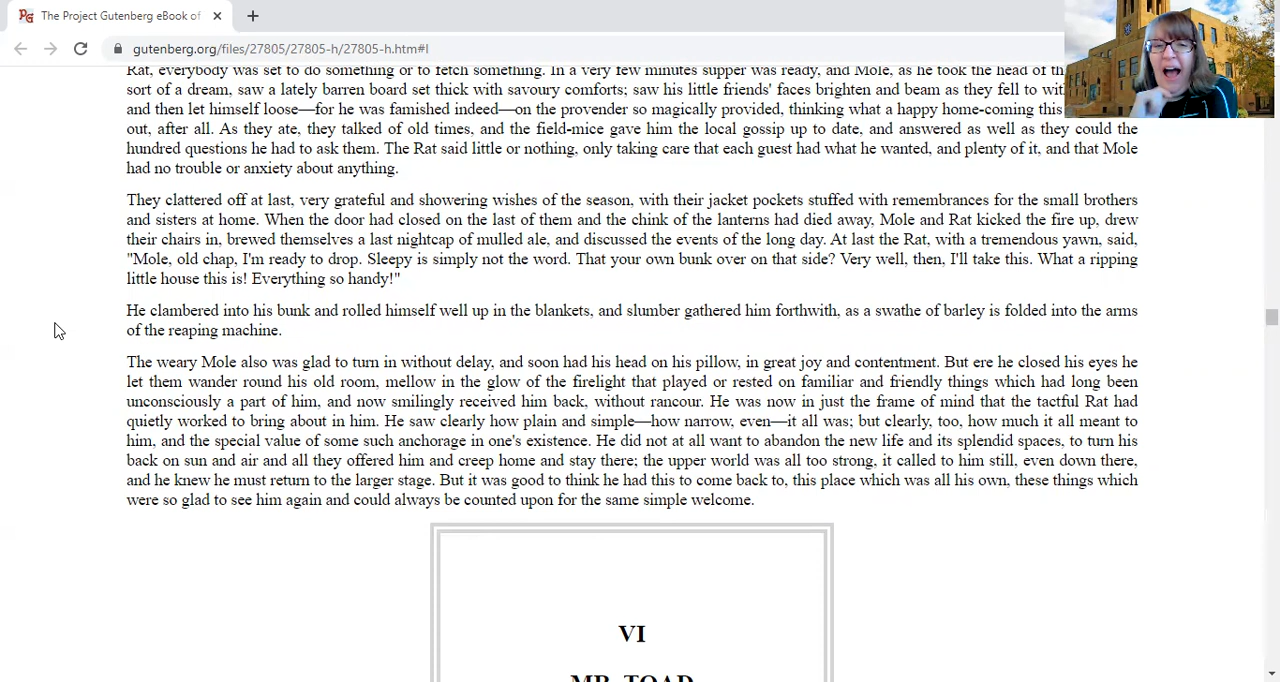 The Project Gutenberg eBook of
gutenberg.org/files/27805/27805-h/27805-h.htm#I
Rat, everybody was set to do something or to fetch something. In a very few minutes supper was ready, and Mole, as he took the head of th
sort of a dream, saw a lately barren board set thick with savoury comforts; saw his little friends' faces brighten and beam as they fell to wit
and then let himself loose—for he was famished indeed—on the provender so magically provided, thinking what a happy home-coming this
out, after all. As they ate, they talked of old times, and the field-mice gave him the local gossip up to date, and answered as well as they could the
hundred questions he had to ask them. The Rat said little or nothing, only taking care that each guest had what he wanted, and plenty of it, and that Mole
had no trouble or anxiety about anything.
They clattered off at last, very grateful and showering wishes of the season, with their jacket pockets stuffed with remembrances for the small brothers
and sisters at home. When the door had closed on the last of them and the chink of the lanterns had died away, Mole and Rat kicked the fire up, drew
their chairs in, brewed themselves a last nightcap of mulled ale, and discussed the events of the long day. At last the Rat, with a tremendous yawn, said,
"Mole, old chap, I'm ready to drop. Sleepy is simply not the word. That your own bunk over on that side? Very well, then, I'll take this. What a ripping
little house this is! Everything so handy!"
He clambered into his bunk and rolled himself well up in the blankets, and slumber gathered him forthwith, as a swathe of barley is folded into the arms
of the reaping machine.
The weary Mole also was glad to turn in without delay, and soon had his head on his pillow, in great joy and contentment. But ere he closed his eyes he
let them wander round his old room, mellow in the glow of the firelight that played or rested on familiar and friendly things which had long been
unconsciously a part of him, and now smilingly received him back, without rancour. He was now in just the frame of mind that the tactful Rat had
quietly worked to bring about in him. He saw clearly how plain and simple—how narrow, even—it all was; but clearly, too, how much it all meant to
him, and the special value of some such anchorage in one's existence. He did not at all want to abandon the new life and its splendid spaces, to turn his
back on sun and air and all they offered him and creep home and stay there; the upper world was all too strong, it called to him still, even down there,
and he knew he must return to the larger stage. But it was good to think he had this to come back to, this place which was all his own, these things which
were so glad to see him again and could always be counted upon for the same simple welcome.
VI
MR. TOAD